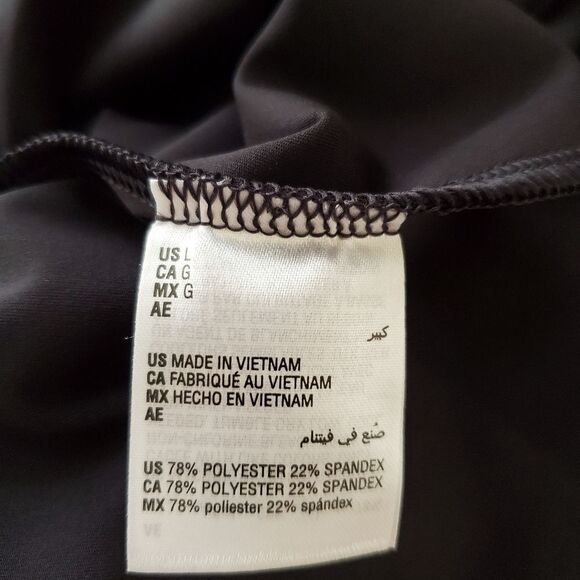 US L
CA G
MX G
AE
كبير
US MADE IN VIETNAM
CA FABRIQUÉ AU VIETNAM
MX HECHO EN VIETNAM
AE
صُنع في فيتنام
US 78% POLYESTER 22% SPANDEX
CA 78% POLYESTER 22% SPANDEX
MX 78% poliester 22% spándex